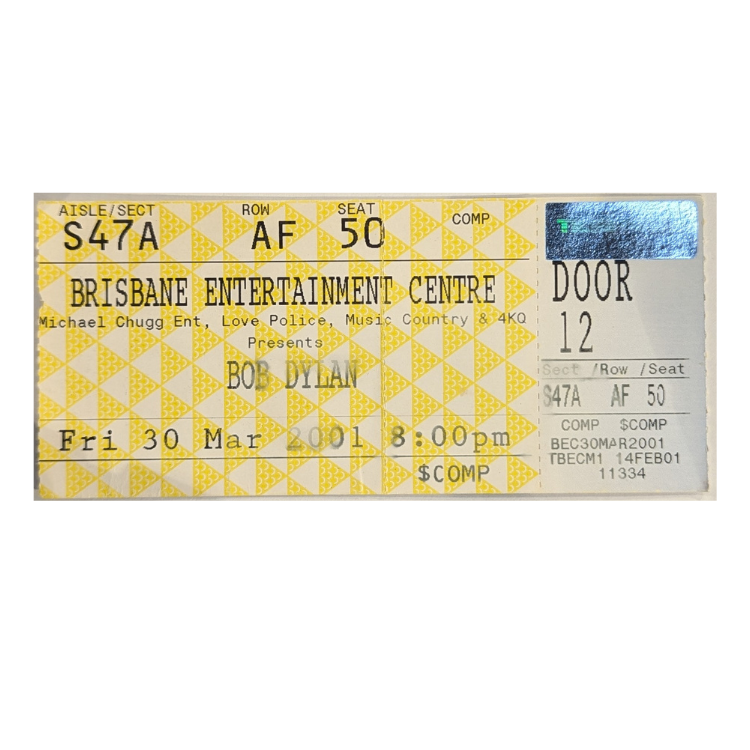 AISLE/SECT ROW SEAT COMP
S47A AF 50
BRISBANE ENTERTAINMENT CENTRE
Michael Chugg Ent, Love Police, Music Country & 4KQ
Presents
BOB DYLAN
Fri 30 Mar 2001 8:00pm
$COMP
DOOR
12
Sect /Row /Seat
S47A AF 50
COMP $COMP
BEC30MAR2001
TBECM1 14FEB01
11334